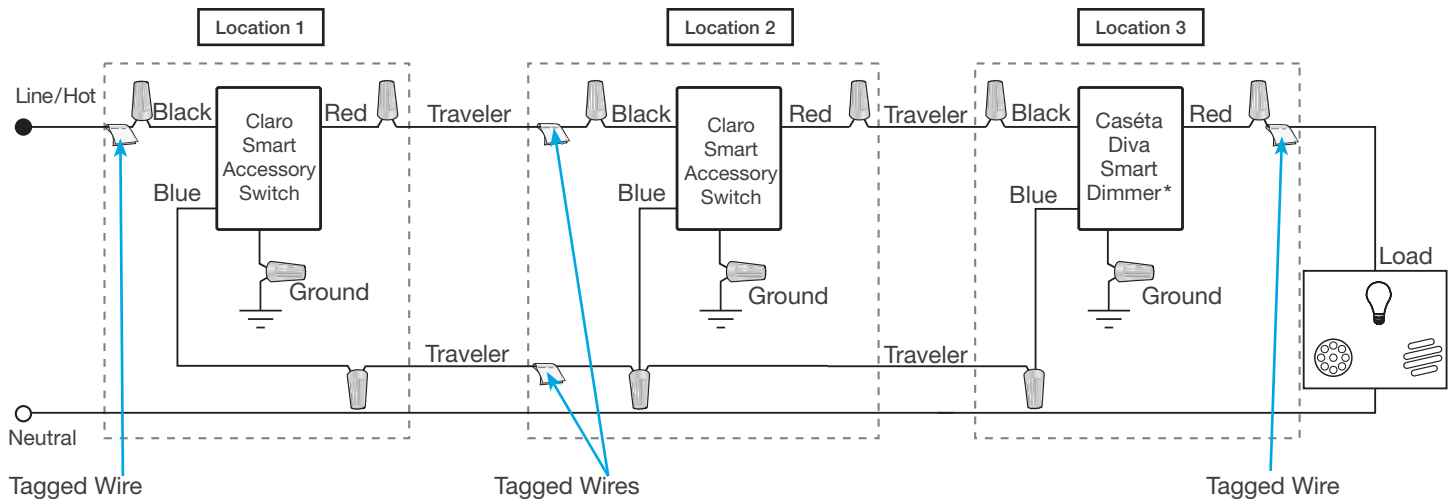 Location 1
Location 2
Location 3
Line/Hot
Black
Claro
Smart
Accessory
Switch
Red
Traveler
Black
Claro
Smart
Accessory
Switch
Red
Traveler
Black
Caséta
Diva
Smart
Dimmer*
Red
Blue
Blue
Blue
Load
Ground
Ground
Ground
Traveler
Traveler
Neutral
Tagged Wire
Tagged Wires
Tagged Wire